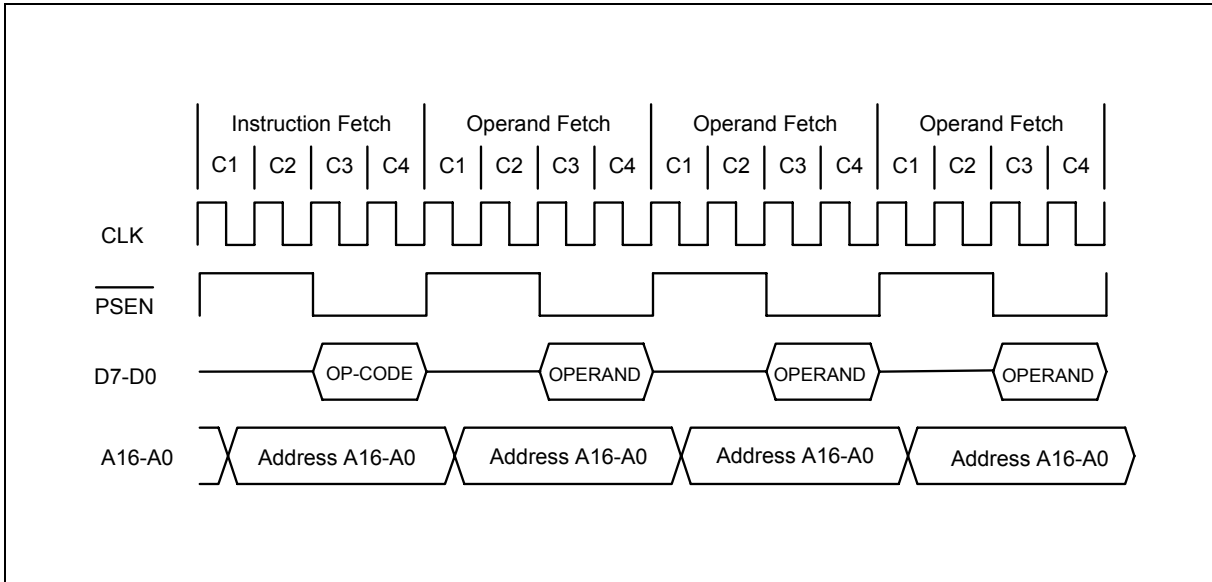 Instruction Fetch Operand Fetch Operand Fetch Operand Fetch
C1 C2 C3 C4 C1 C2 C3 C4 C1 C2 C3 C4 C1 C2 C3 C4
CLK
PSEN
D7-D0 OP-CODE OPERAND OPERAND OPERAND
A16-A0 Address A16-A0 Address A16-A0 Address A16-A0 Address A16-A0